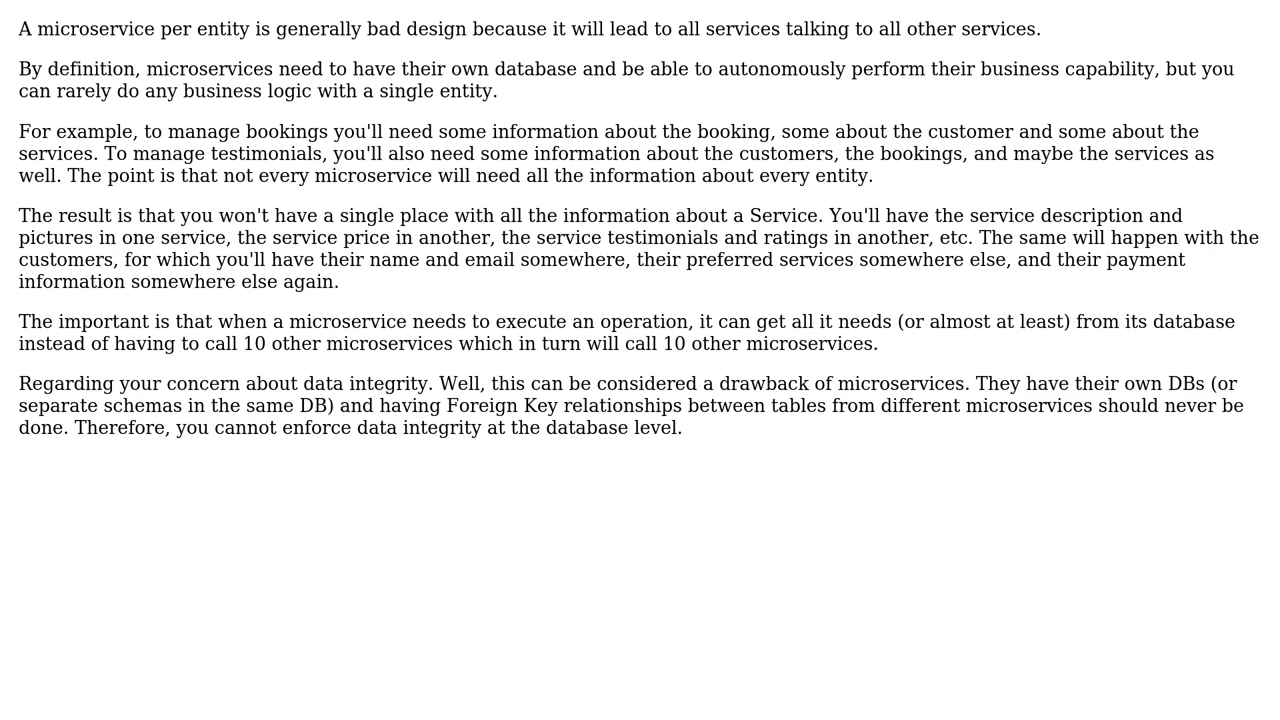 A microservice per entity is generally bad design because it will lead to all services talking to all other services.
By definition, microservices need to have their own database and be able to autonomously perform their business capability, but you
can rarely do any business logic with a single entity.
For example, to manage bookings you'll need some information about the booking, some about the customer and some about the
services. To manage testimonials, you'll also need some information about the customers, the bookings, and maybe the services as
well. The point is that not every microservice will need all the information about every entity.
The result is that you won't have a single place with all the information about a Service. You'll have the service description and
pictures in one service, the service price in another, the service testimonials and ratings in another, etc. The same will happen with the
customers, for which you'll have their name and email somewhere, their preferred services somewhere else, and their payment
information somewhere else again.
The important is that when a microservice needs to execute an operation, it can get all it needs (or almost at least) from its database
instead of having to call 10 other microservices which in turn will call 10 other microservices.
Regarding your concern about data integrity. Well, this can be considered a drawback of microservices. They have their own DBs (or
separate schemas in the same DB) and having Foreign Key relationships between tables from different microservices should never be
done. Therefore, you cannot enforce data integrity at the database level.